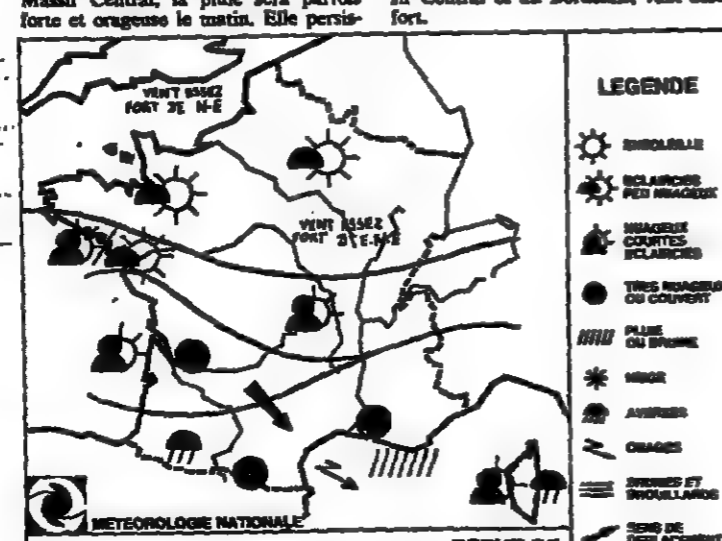 Massif Central, la pluie sera parfois
forte et orageuse le matin. Elle persis-
fort.
VENT ASSEZ
FORT DE N-E
VENT ASSEZ
FORT D'E-N-E
METEOROLOGIE NATIONALE
LEGENDE
ENSOLEILLE
ECLAIRCIES
PEU NUAGEUX
NUAGEUX
COURTES
ECLAIRCIES
TRES NUAGEUX
OU COUVERT
PLUIE
OU BRUINE
NEIGE
AVERSES
ORAGES
BRUMES ET
BROUILLARDS
SENS DE
DEPLACEMENT